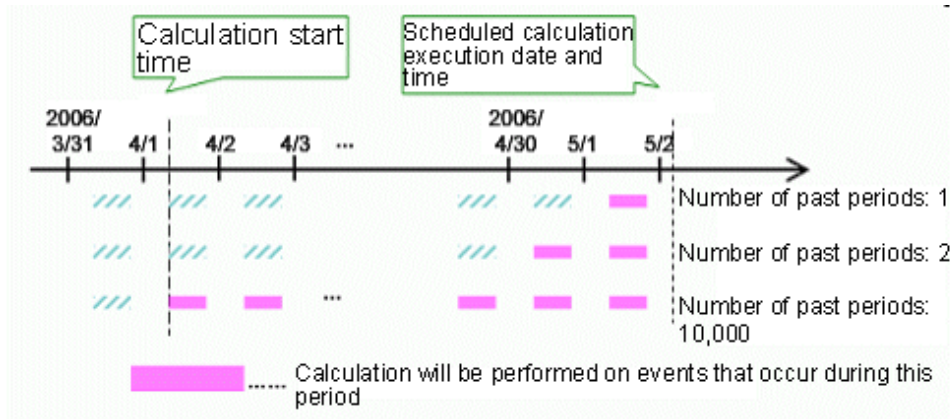 Calculation start
time
Scheduled calculation
execution date and
time
2006/
3/31 4/1 4/2 4/3 ...
2006/
4/30 5/1 5/2
Number of past periods: 1
Number of past periods: 2
...
Number of past periods:
10,000
...... Calculation will be performed on events that occur during this
period